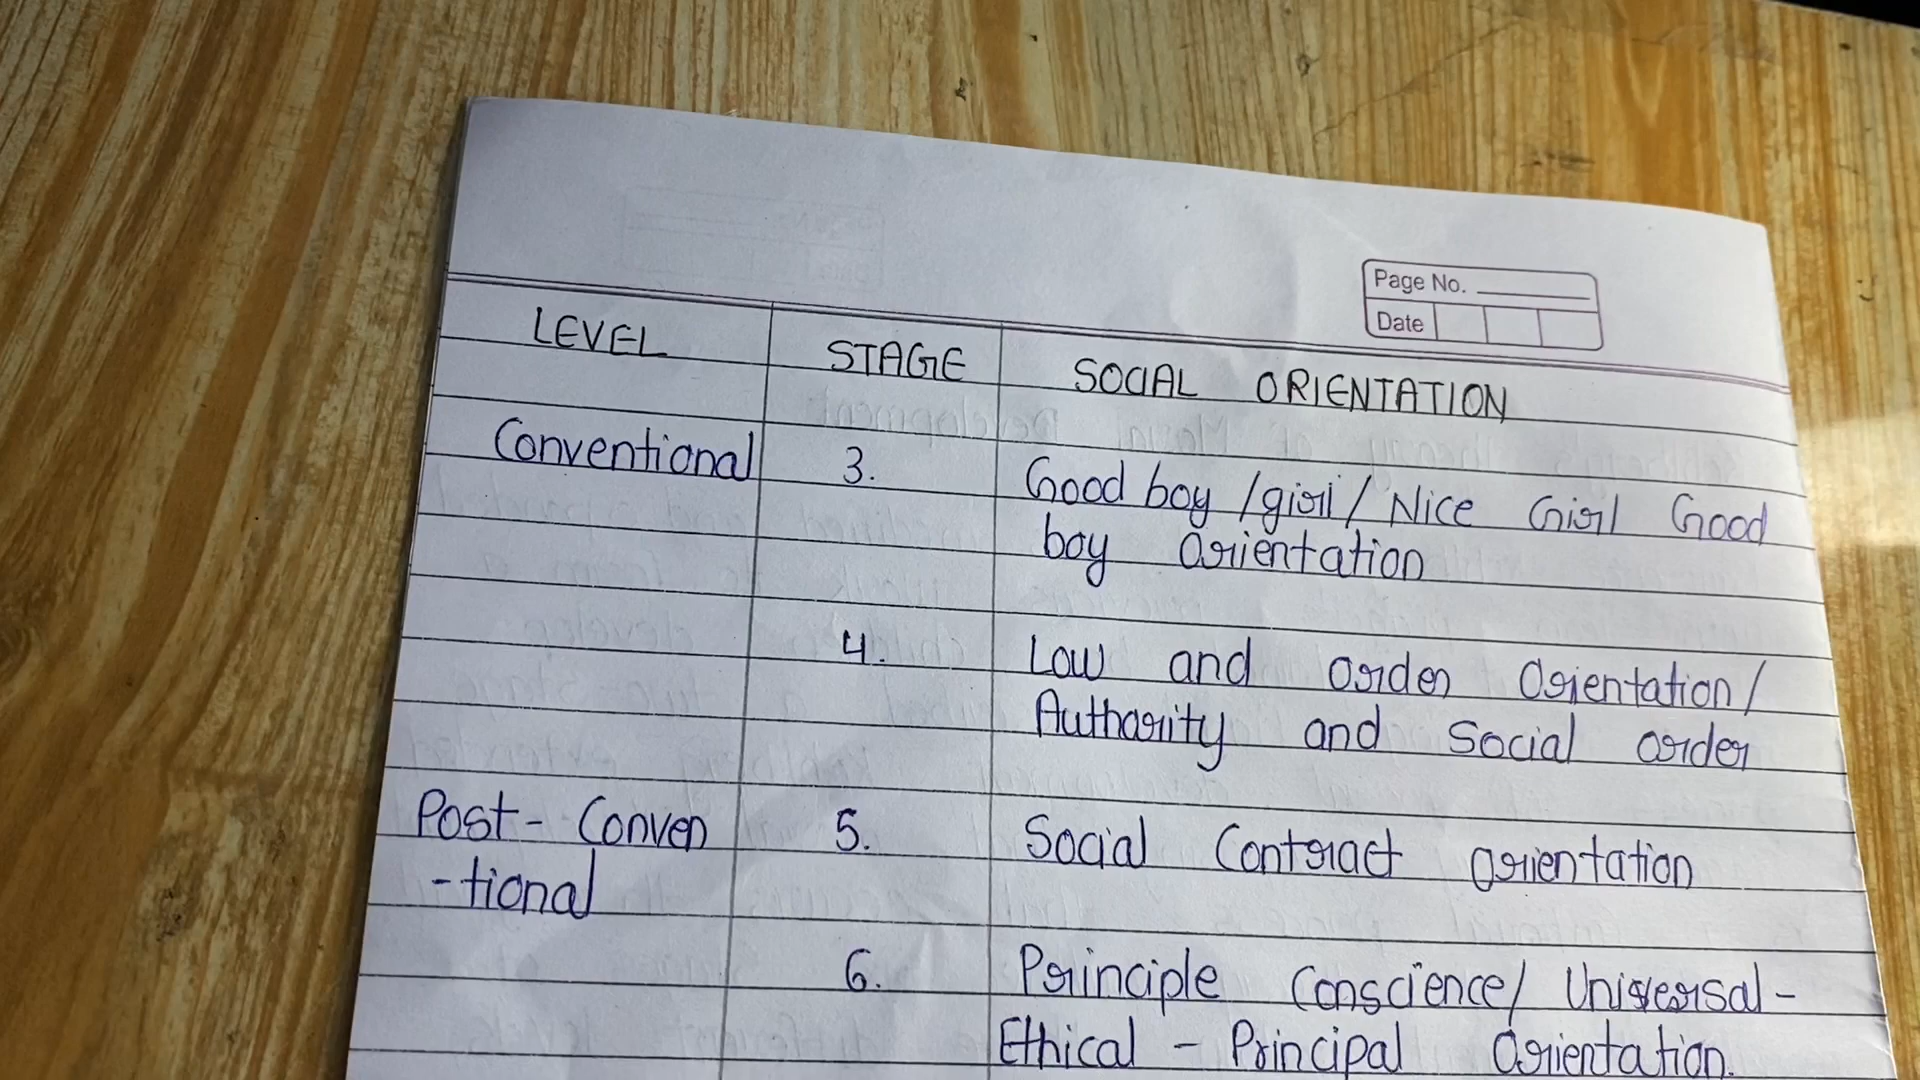 Page No.
Date
LEVEL STAGE SOCIAL ORIENTATION
Conventional 3. Good boy /girl/ Nice Girl Good
boy Orientation
4. Low and order Orientation/
Authority and Social order
Post- Conven 5. Social Contract orientation
-tional
6. Principle Conscience/ Universal-
Ethical - Principal Orientation.